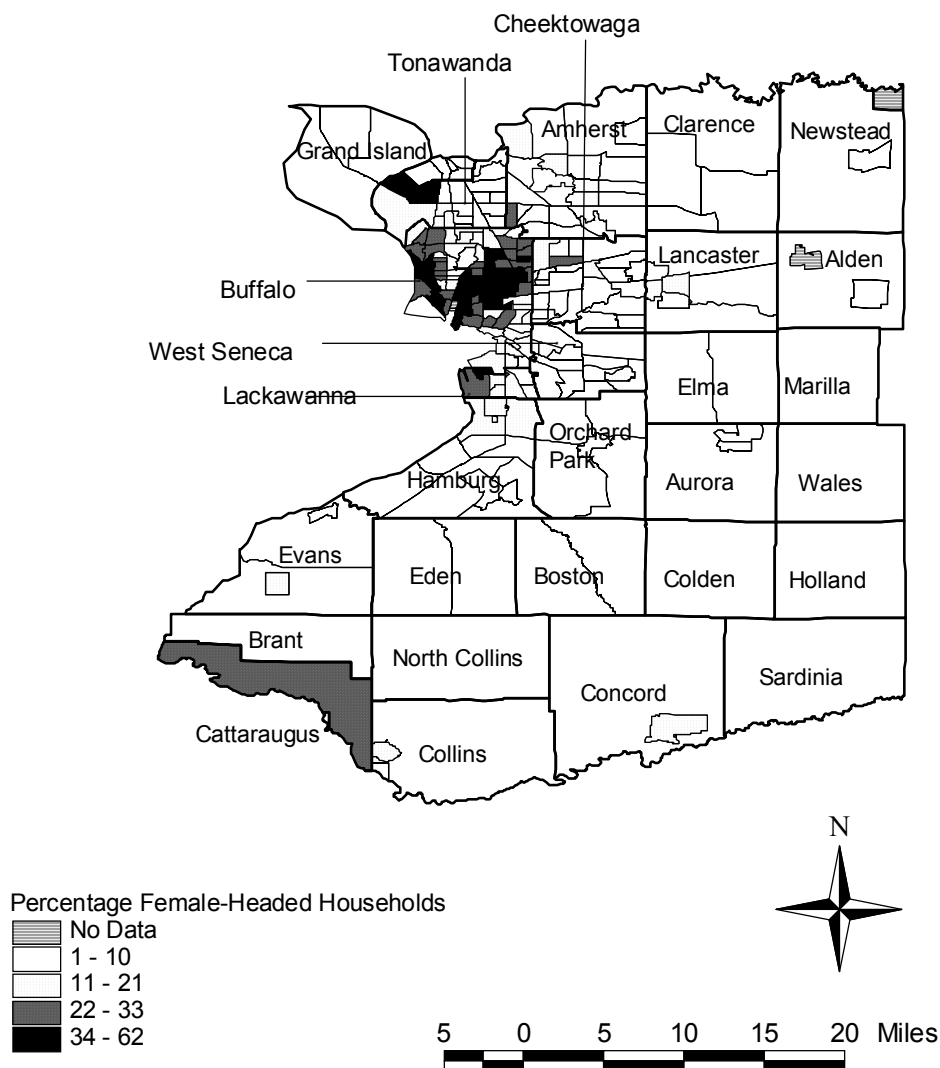 Cheektowaga
Tonawanda
Amherst
Clarence
Newstead
Grand Island
Lancaster
Alden
Buffalo
West Seneca
Elma
Marilla
Lackawanna
Orchard
Park
Hamburg
Aurora
Wales
Evans
Eden
Boston
Colden
Holland
Brant
North Collins
Sardinia
Concord
Cattaraugus
Collins
N
Percentage Female-Headed Households
No Data
1 - 10
11 - 21
22 - 33
34 - 62
5 0 5 10 15 20 Miles